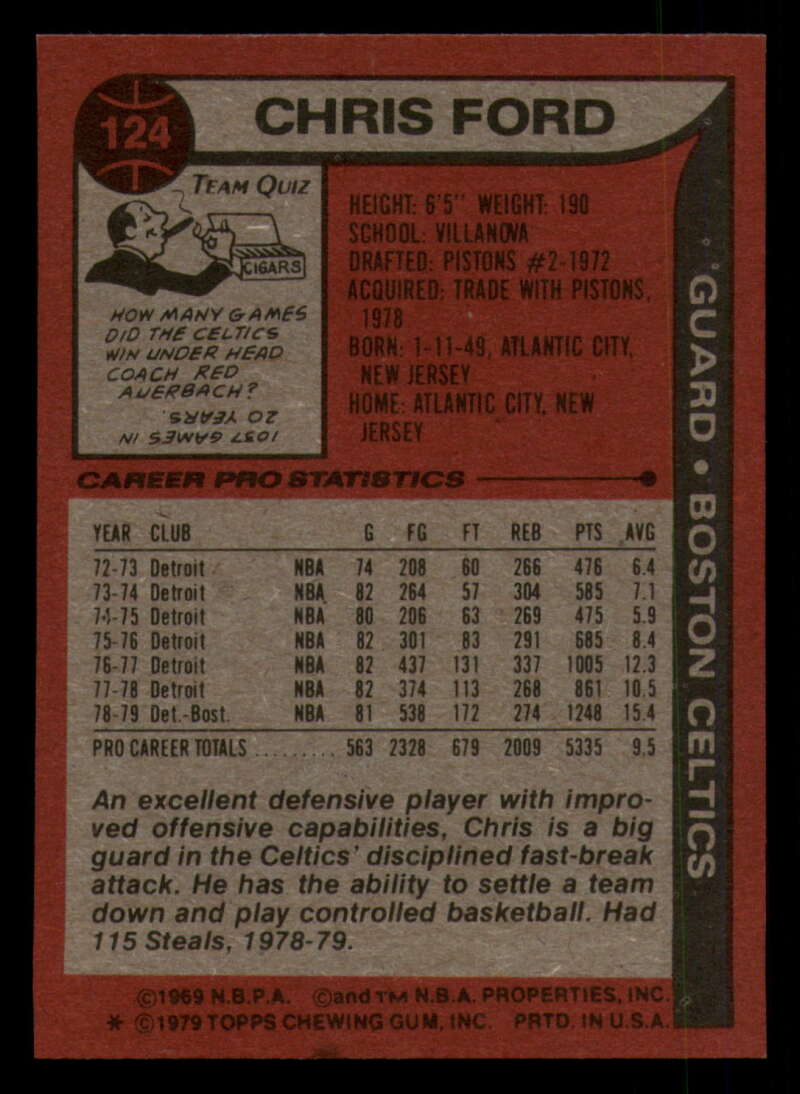 124
CHRIS FORD
TEAM QUIZ
CIGARS
HOW MANY GAMES
DID THE CELTICS
WIN UNDER HEAD
COACH RED
AUERBACH?
1037 GAMES IN
20 YEARS.
HEIGHT: 6'5" WEIGHT: 190
SCHOOL: VILLANOVA
DRAFTED: PISTONS #2-1972
ACQUIRED: TRADE WITH PISTONS,
1978
BORN: 1-11-49, ATLANTIC CITY,
NEW JERSEY
HOME: ATLANTIC CITY, NEW
JERSEY
GUARD • BOSTON CELTICS
CAREER PRO STATISTICS
YEAR CLUB G FG FT REB PTS AVG
72-73 Detroit NBA 74 208 60 266 476 6.4
73-74 Detroit NBA 82 264 57 304 585 7.1
74-75 Detroit NBA 80 206 63 269 475 5.9
75-76 Detroit NBA 82 301 83 291 685 8.4
76-77 Detroit NBA 82 437 131 337 1005 12.3
77-78 Detroit NBA 82 374 113 268 861 10.5
78-79 Det.-Bost. NBA 81 538 172 274 1248 15.4
PRO CAREER TOTALS ......... 563 2328 679 2009 5335 9.5
An excellent defensive player with impro-
ved offensive capabilities, Chris is a big
guard in the Celtics' disciplined fast-break
attack. He has the ability to settle a team
down and play controlled basketball. Had
115 Steals, 1978-79.
©1969 N.B.P.A. ©and TM N.B.A. PROPERTIES, INC.
* ©1979 TOPPS CHEWING GUM, INC. PRTD. IN U.S.A.